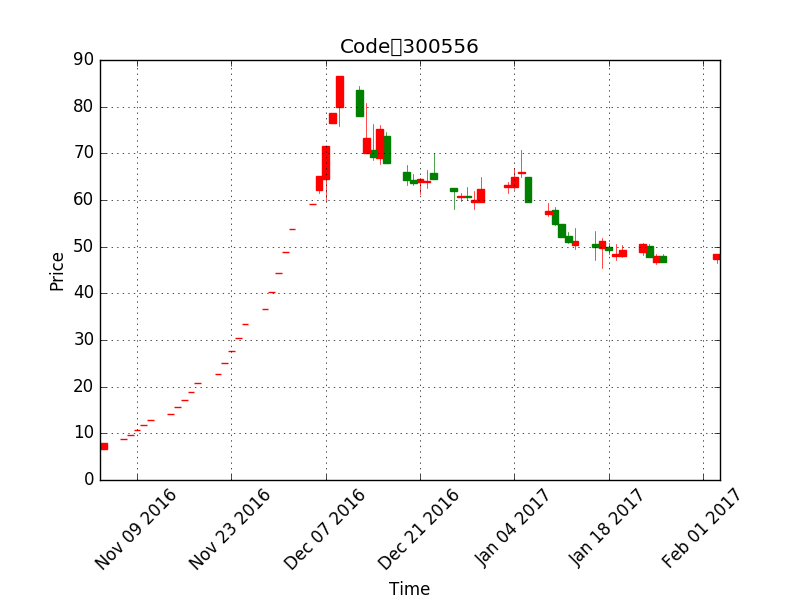 Code▯300556
90
80
70
60
50
40
30
20
10
0
Price
Nov 09 2016
Nov 23 2016
Dec 07 2016
Dec 21 2016
Jan 04 2017
Jan 18 2017
Feb 01 2017
Time